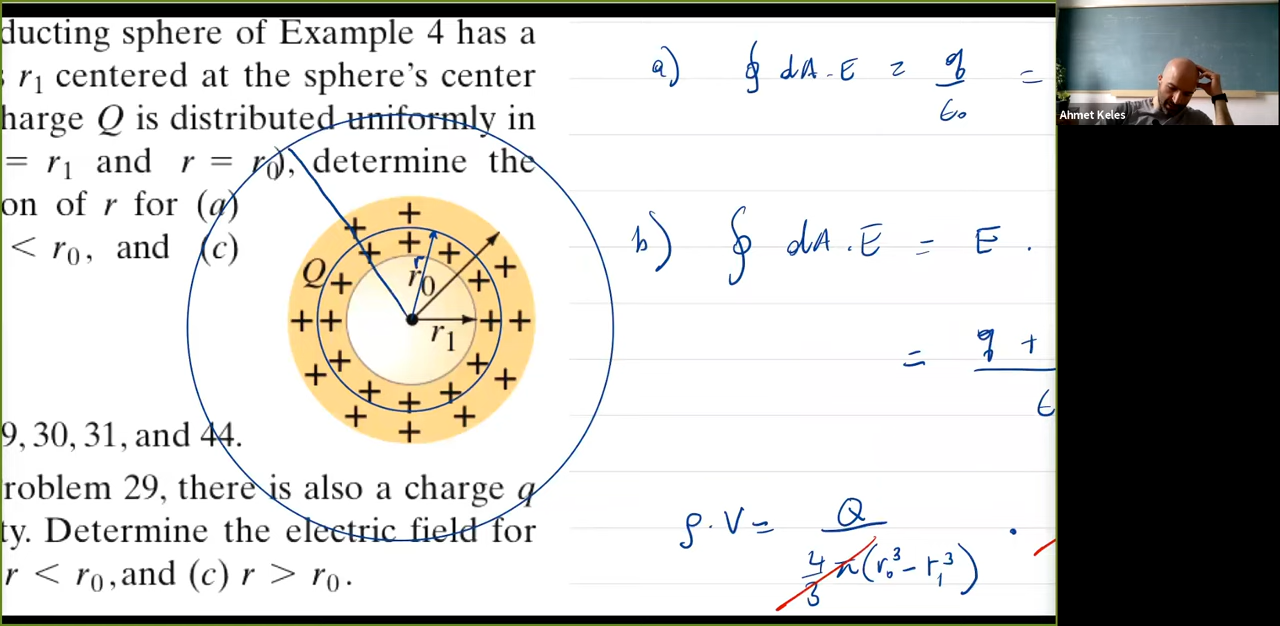 ducting sphere of Example 4 has a
r₁ centered at the sphere's center
harge Q is distributed uniformly in
= r₁ and r = r₀), determine the
on of r for (a)
< r₀, and (c)
Q
r
r₀
r₁
9, 30, 31, and 44.
roblem 29, there is also a charge q
ty. Determine the electric field for
r < r₀, and (c) r > r₀.
a) ∮ dA · E = q/ε₀ =
b) ∮ dA . E = E .
= q +
ε
ρ . V = Q / 4/3 π (r₀³ - r₁³) .
Ahmet Keles